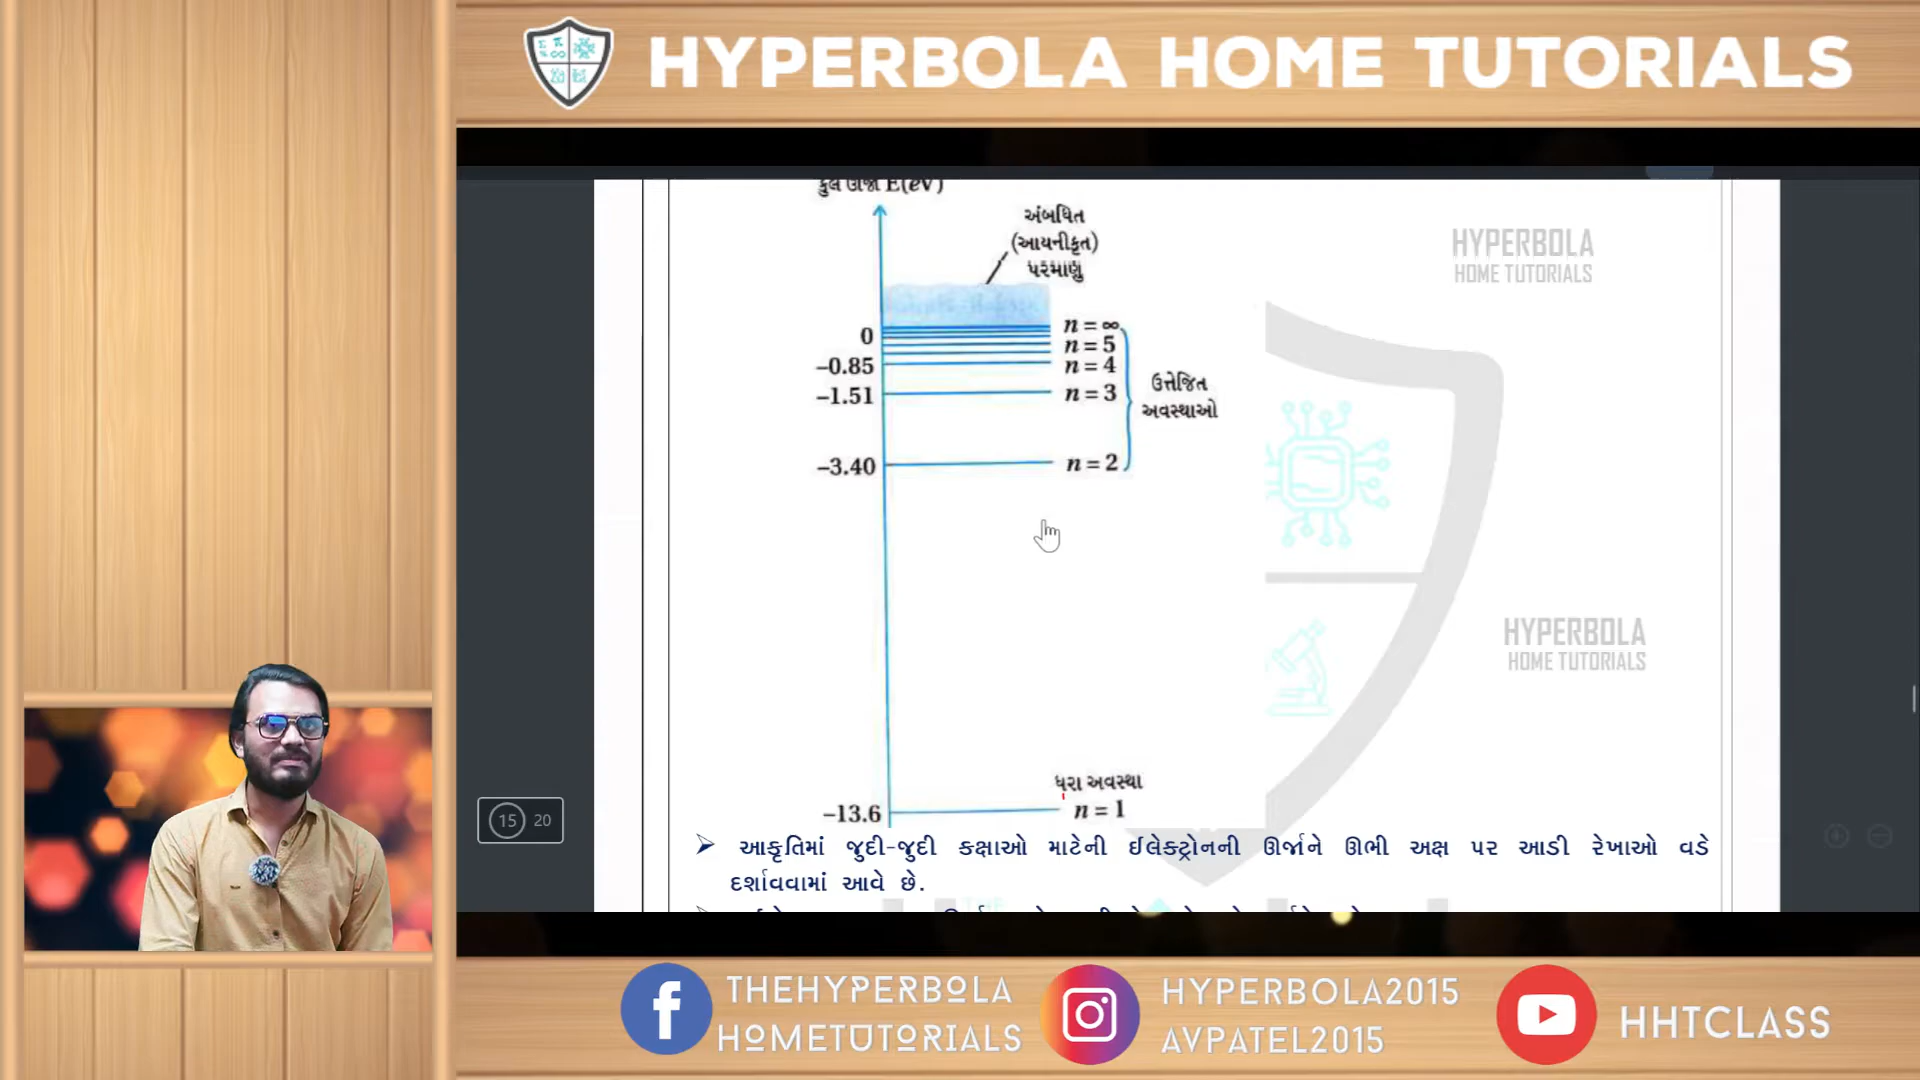 HYPERBOLA HOME TUTORIALS
કુલ ઊર્જા E(eV)
અંબધિત
(આયનીકૃત)
પરમાણુ
HYPERBOLA
HOME TUTORIALS
0
n = ∞
n = 5
−0.85
n = 4
−1.51
n = 3
ઉત્તેજિત
અવસ્થાઓ
−3.40
n = 2
HYPERBOLA
HOME TUTORIALS
ધરા અવસ્થા
−13.6
n = 1
15 20
➢ આકૃતિમાં જુદી-જુદી કક્ષાઓ માટેની ઈલેક્ટ્રોનની ઊર્જાને ઊભી અક્ષ પર આડી રેખાઓ વડે
દર્શાવવામાં આવે છે.
THEHYPERBOLA
HOMETUTORIALS
HYPERBOLA2015
AVPATEL2015
HHTCLASS